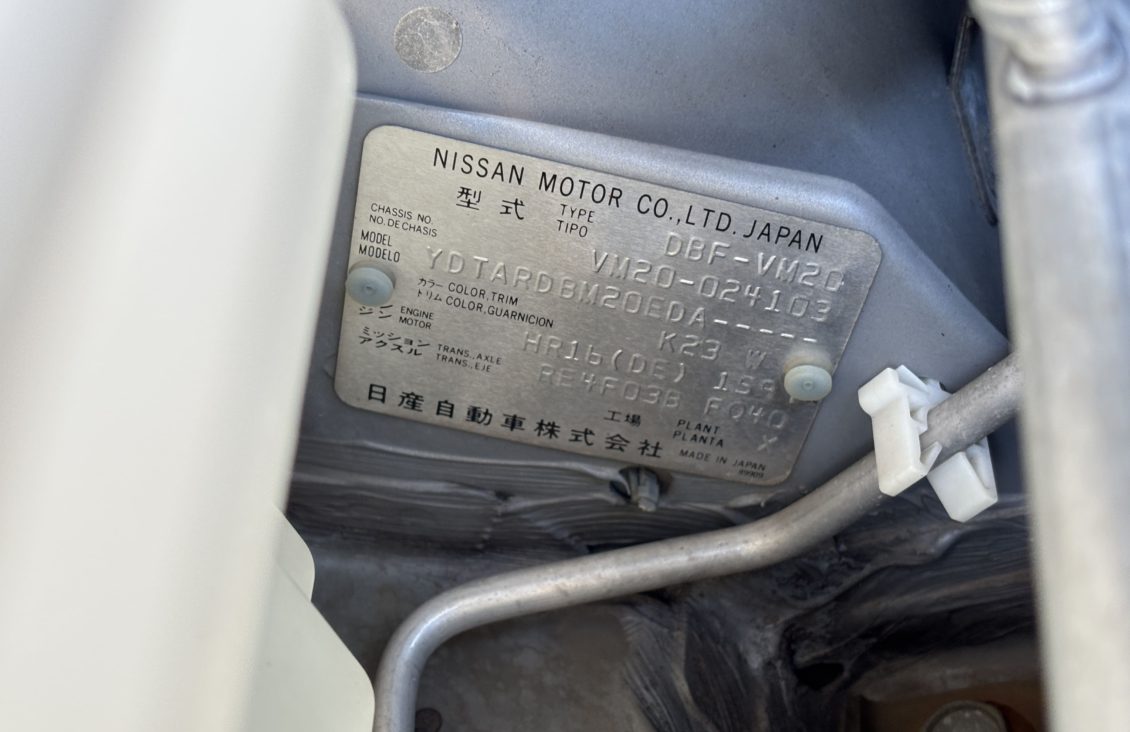 NISSAN MOTOR CO.,LTD. JAPAN
型式 TYPE TIPO DBF-VM20
CHASSIS NO. NO. DE CHASIS VM20-024103
MODEL MODELO YDTARDBM20EDA-----
カラー トリム COLOR,TRIM COLOR,GUARNICION K23 W
ジン ENGINE MOTOR HR16(DE) 159
ミッション アクスル TRANS.,AXLE TRANS.,EJE RE4F03B FQ40
工場 PLANT PLANTA X
日産自動車株式会社 MADE IN JAPAN